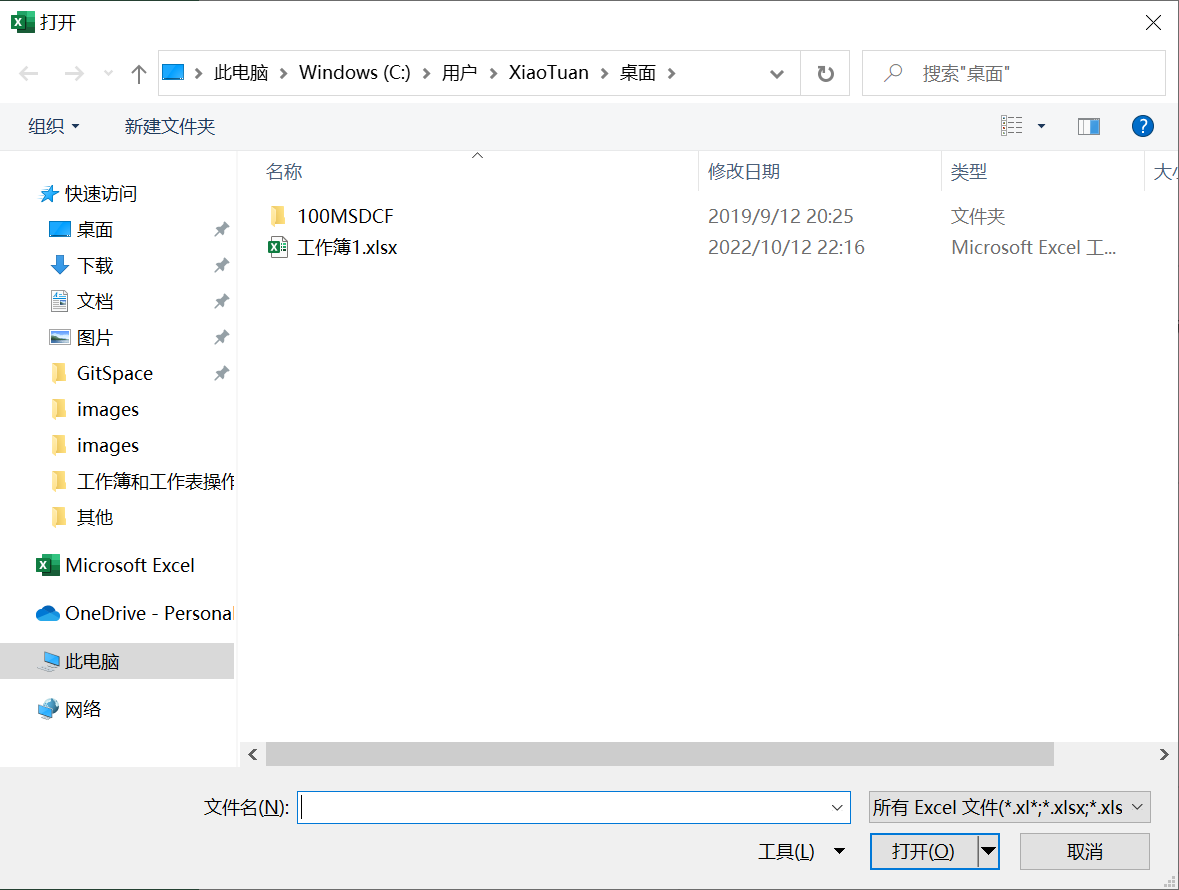 打开
此电脑 Windows (C:) 用户 XiaoTuan 桌面
搜索"桌面"
组织 新建文件夹
名称 修改日期 类型 大小
100MSDCF 2019/9/12 20:25 文件夹
工作簿1.xlsx 2022/10/12 22:16 Microsoft Excel 工...
快速访问
桌面
下载
文档
图片
GitSpace
images
images
工作簿和工作表操作
其他
Microsoft Excel
OneDrive - Personal
此电脑
网络
文件名(N):
所有 Excel 文件(*.xl*;*.xlsx;*.xls
工具(L) 打开(O) 取消